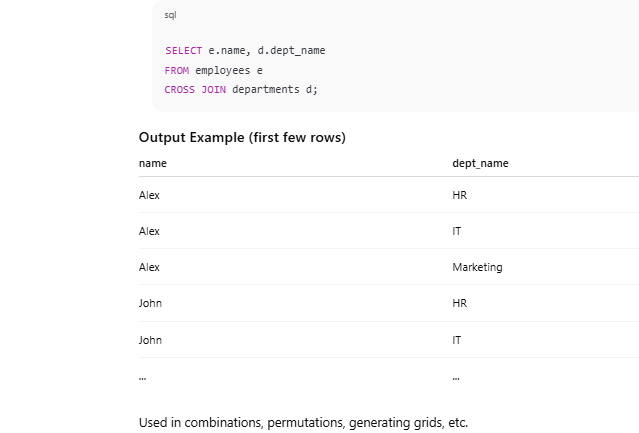 sql
SELECT e.name, d.dept_name
FROM employees e
CROSS JOIN departments d;
Output Example (first few rows)
name dept_name
Alex HR
Alex IT
Alex Marketing
John HR
John IT
... ...
Used in combinations, permutations, generating grids, etc.